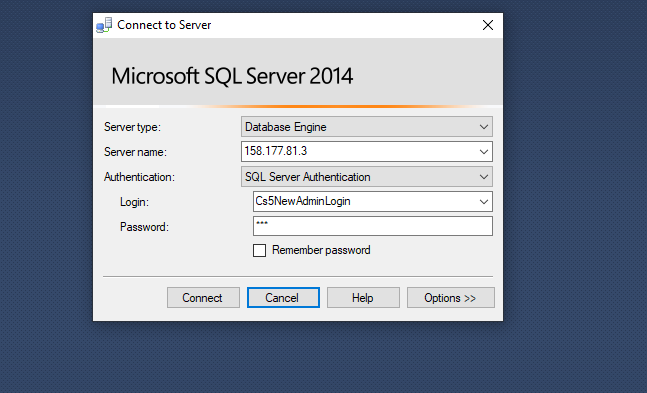 Connect to Server
Microsoft SQL Server 2014
Server type: Database Engine
Server name: 158.177.81.3
Authentication: SQL Server Authentication
Login: Cs5NewAdminLogin
Password: ***
Remember password
Connect Cancel Help Options >>